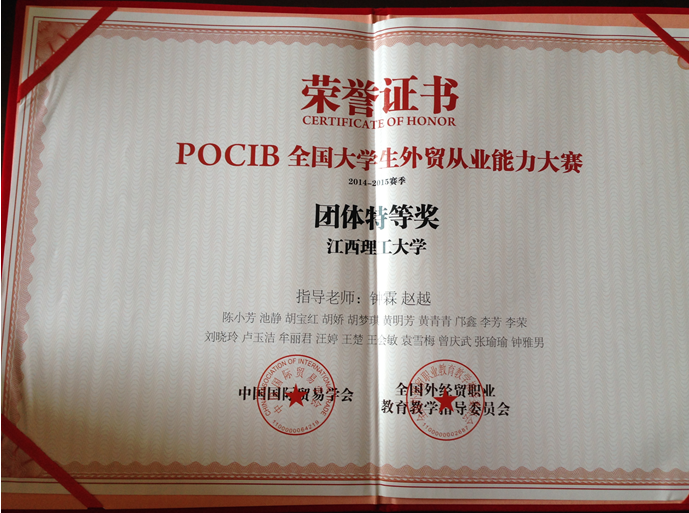 荣誉证书
CERTIFICATE OF HONOR
POCIB 全国大学生外贸从业能力大赛
2014-2015赛季
团体特等奖
江西理工大学
指导老师：钟霖 赵越
陈小芳 池静 胡宝红 胡娇 胡梦琪 黄明芳 黄青青 邝鑫 李芳 李荣
刘晓玲 卢玉洁 牟丽君 汪婷 王楚 王会敏 袁雪梅 曾庆武 张瑜瑜 钟雅男
中国国际贸易学会
全国外经贸职业
教育教学指导委员会